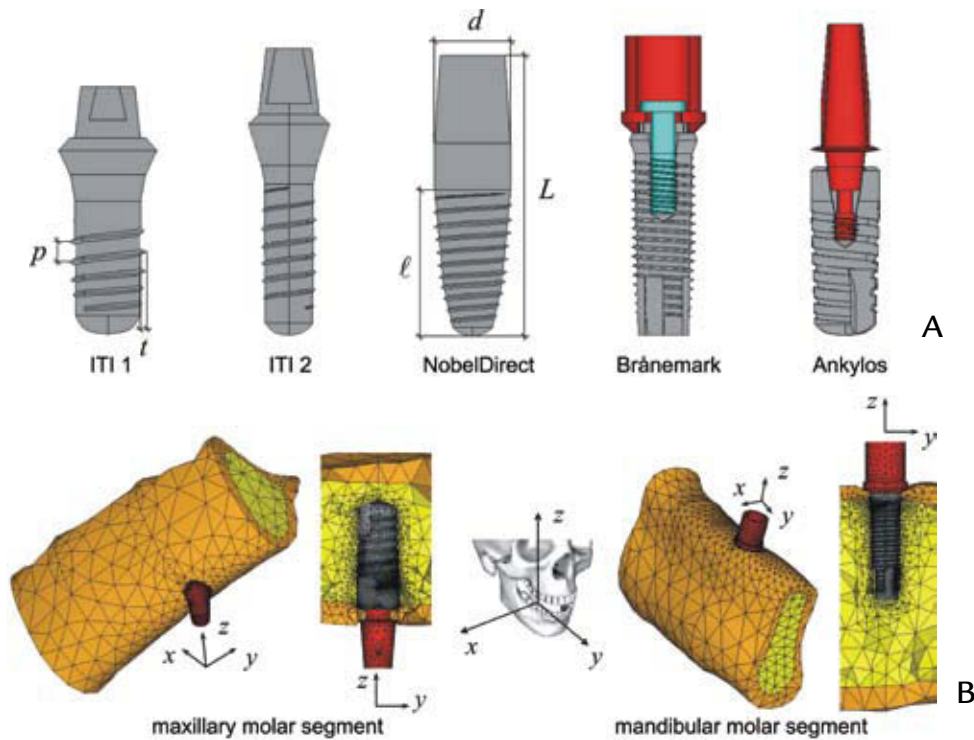 d
L
p
ℓ
t
ITI 1
ITI 2
NobelDirect
Brånemark
Ankylos
A
z
y
x
y
z
z
y
z
x
y
z
x
y
maxillary molar segment
mandibular molar segment
B